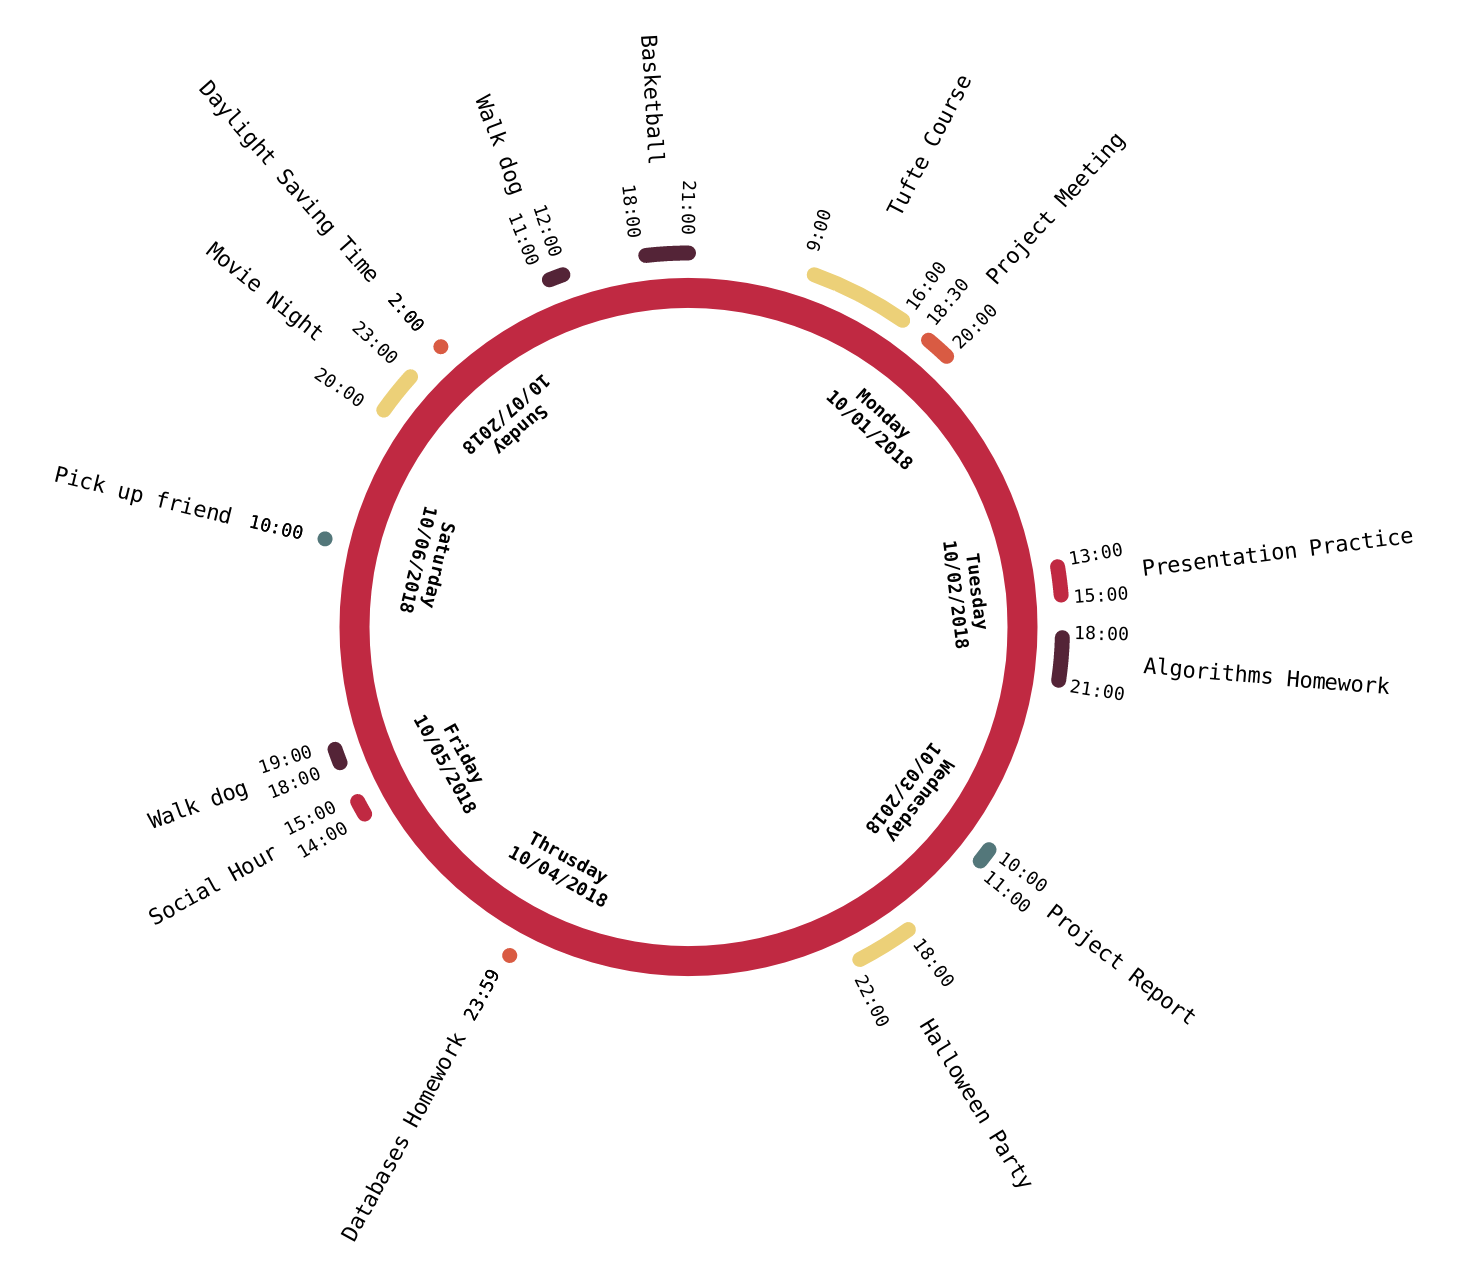 Monday
10/01/2018
9:00
16:00
Tufte Course
18:30
20:00
Project Meeting
Tuesday
10/02/2018
13:00
15:00
Presentation Practice
18:00
21:00
Algorithms Homework
Wednesday
10/03/2018
10:00
11:00
Project Report
18:00
22:00
Halloween Party
Thrusday
10/04/2018
Databases Homework 23:59
Friday
10/05/2018
14:00
15:00
Social Hour
18:00
19:00
Walk dog
Saturday
10/06/2018
Pick up friend 10:00
20:00
23:00
Movie Night
Sunday
10/07/2018
Daylight Saving Time 2:00
11:00
12:00
Walk dog
18:00
21:00
Basketball